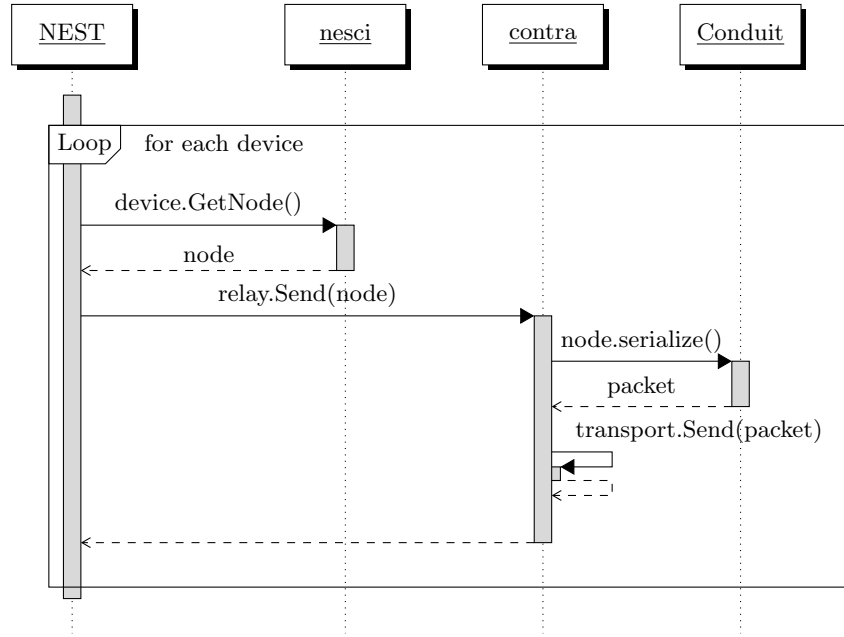 NEST
nesci
contra
Conduit
Loop
for each device
device.GetNode()
node
relay.Send(node)
node.serialize()
packet
transport.Send(packet)